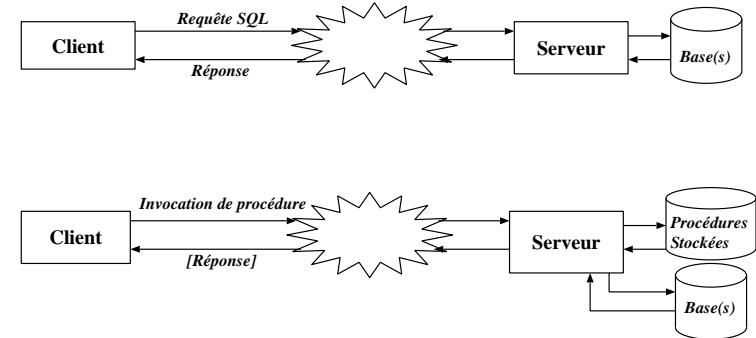 Requête SQL
Client
Serveur
Base(s)
Réponse
Invocation de procédure
Client
Serveur
Procédures
Stockées
[Réponse]
Base(s)